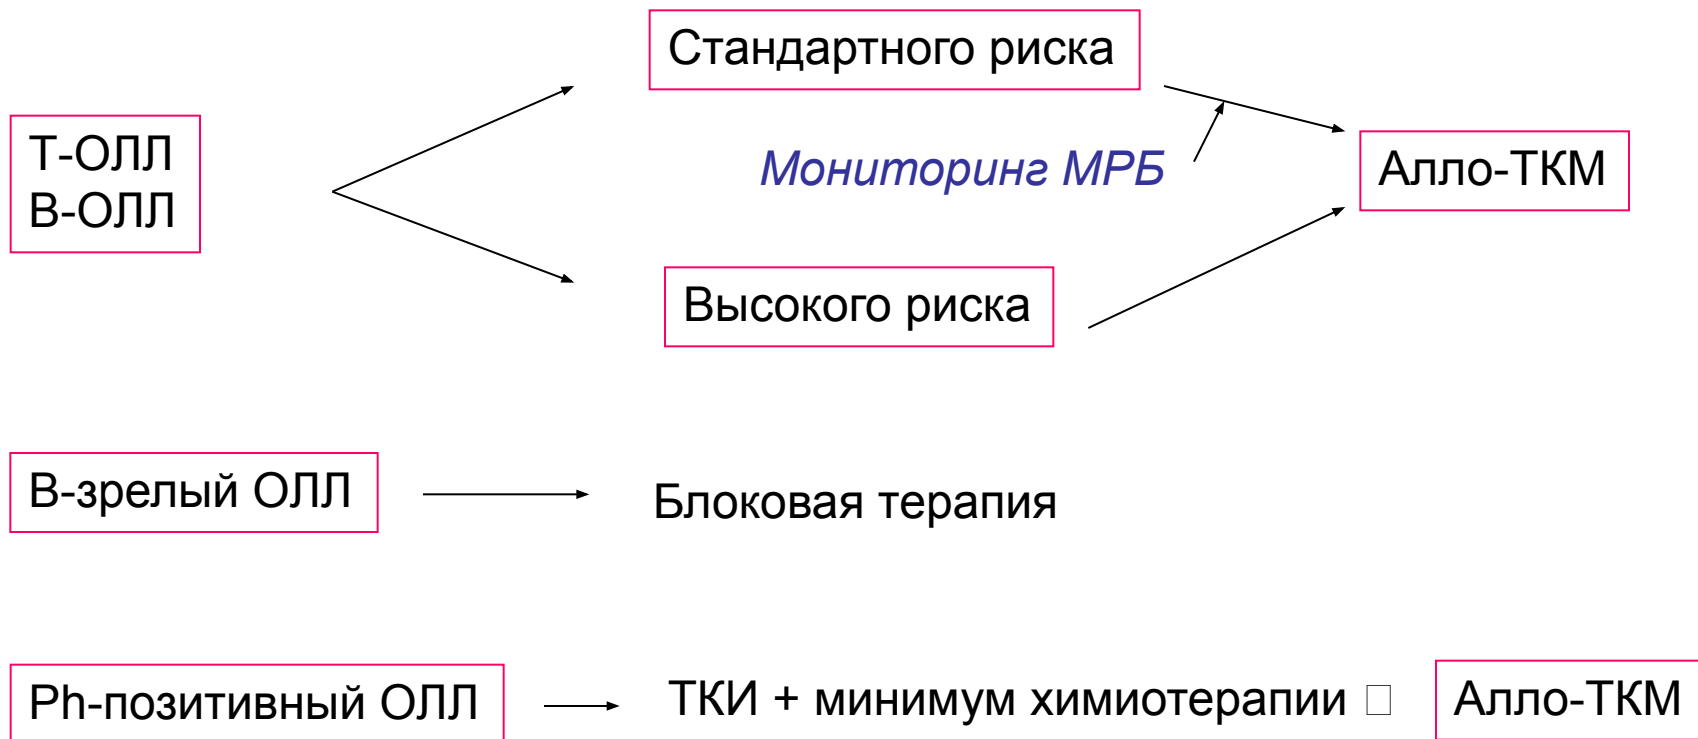 Стандартного риска
Т-ОЛЛ
В-ОЛЛ
Мониторинг МРБ
Алло-ТКМ
Высокого риска
В-зрелый ОЛЛ
Блоковая терапия
Ph-позитивный ОЛЛ
ТКИ + минимум химиотерапии □
Алло-ТКМ